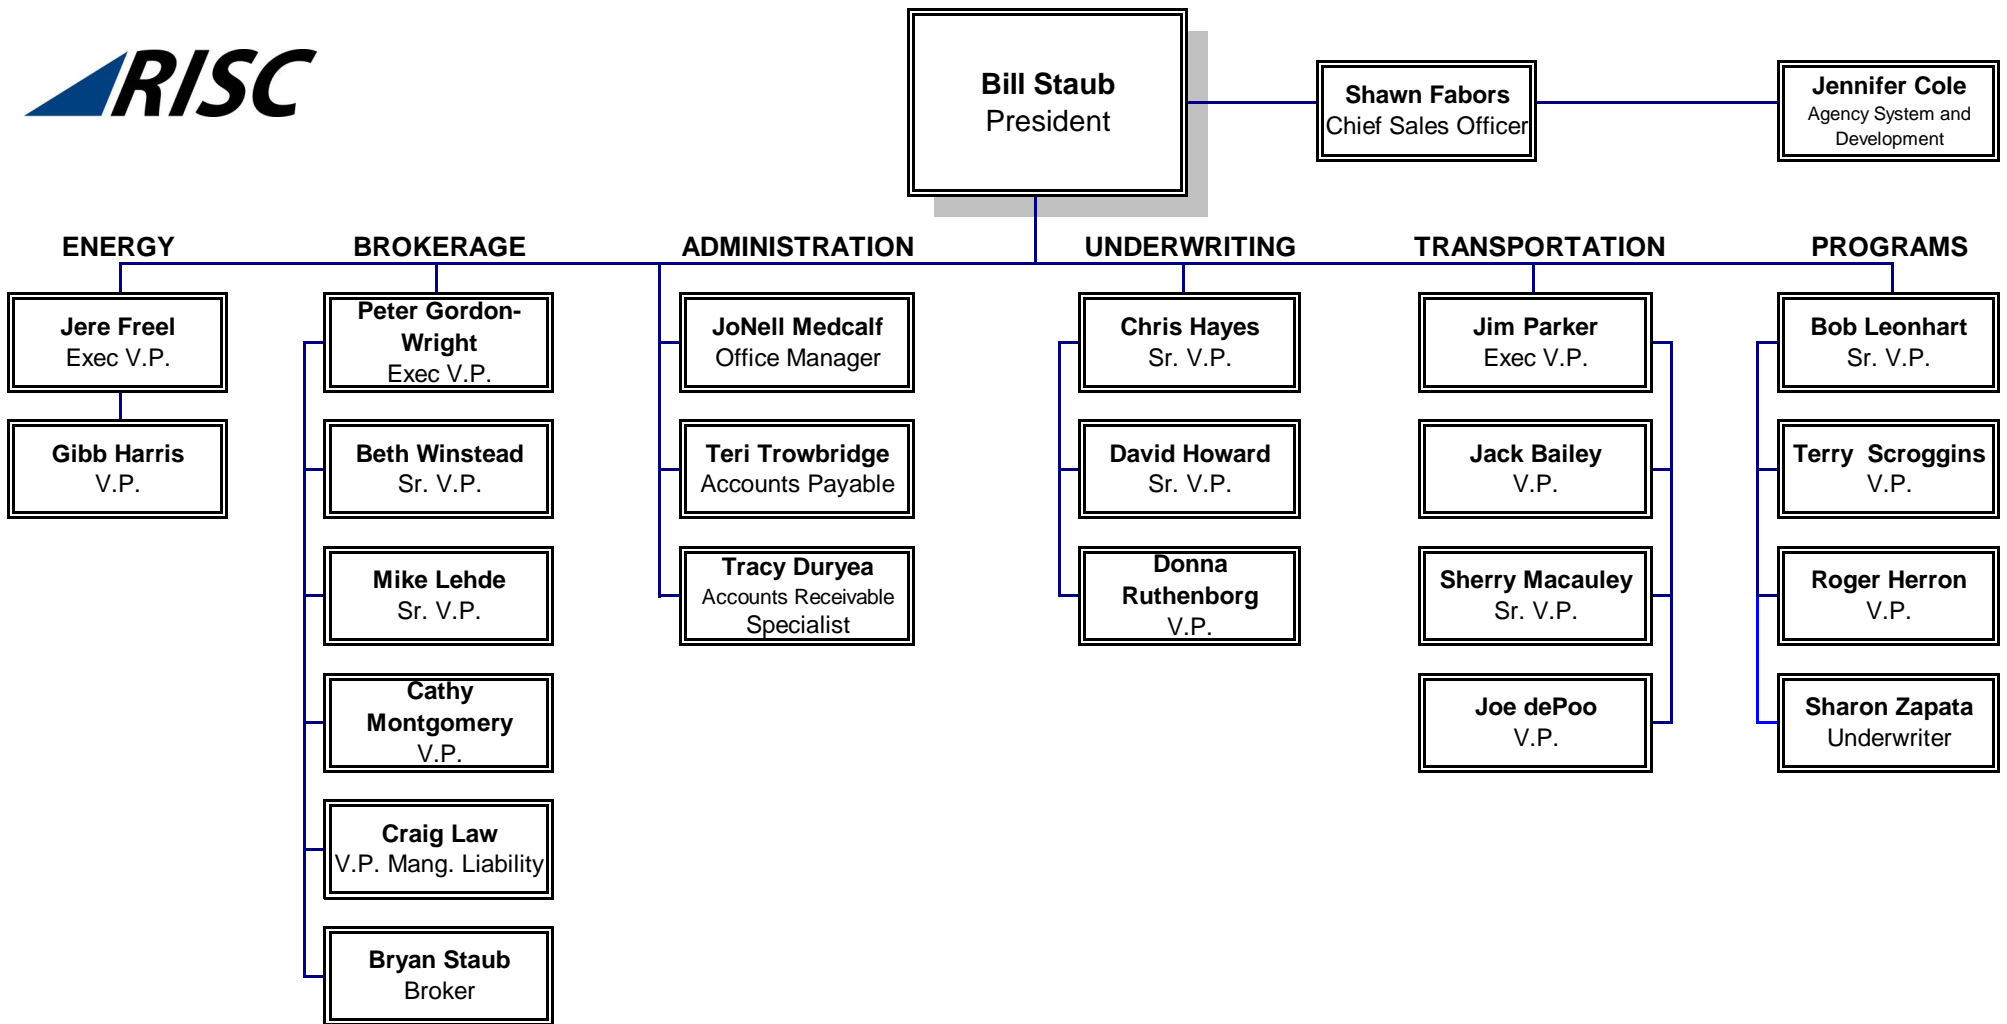 RISC
Bill Staub
President
Shawn Fabors
Chief Sales Officer
Jennifer Cole
Agency System and
Development
ENERGY
BROKERAGE
ADMINISTRATION
UNDERWRITING
TRANSPORTATION
PROGRAMS
Jere Freel
Exec V.P.
Gibb Harris
V.P.
Peter Gordon-
Wright
Exec V.P.
Beth Winstead
Sr. V.P.
Mike Lehde
Sr. V.P.
Cathy
Montgomery
V.P.
Craig Law
V.P. Mang. Liability
Bryan Staub
Broker
JoNell Medcalf
Office Manager
Teri Trowbridge
Accounts Payable
Tracy Duryea
Accounts Receivable
Specialist
Chris Hayes
Sr. V.P.
David Howard
Sr. V.P.
Donna
Ruthenborg
V.P.
Jim Parker
Exec V.P.
Jack Bailey
V.P.
Sherry Macauley
Sr. V.P.
Joe dePoo
V.P.
Bob Leonhart
Sr. V.P.
Terry  Scroggins
V.P.
Roger Herron
V.P.
Sharon Zapata
Underwriter